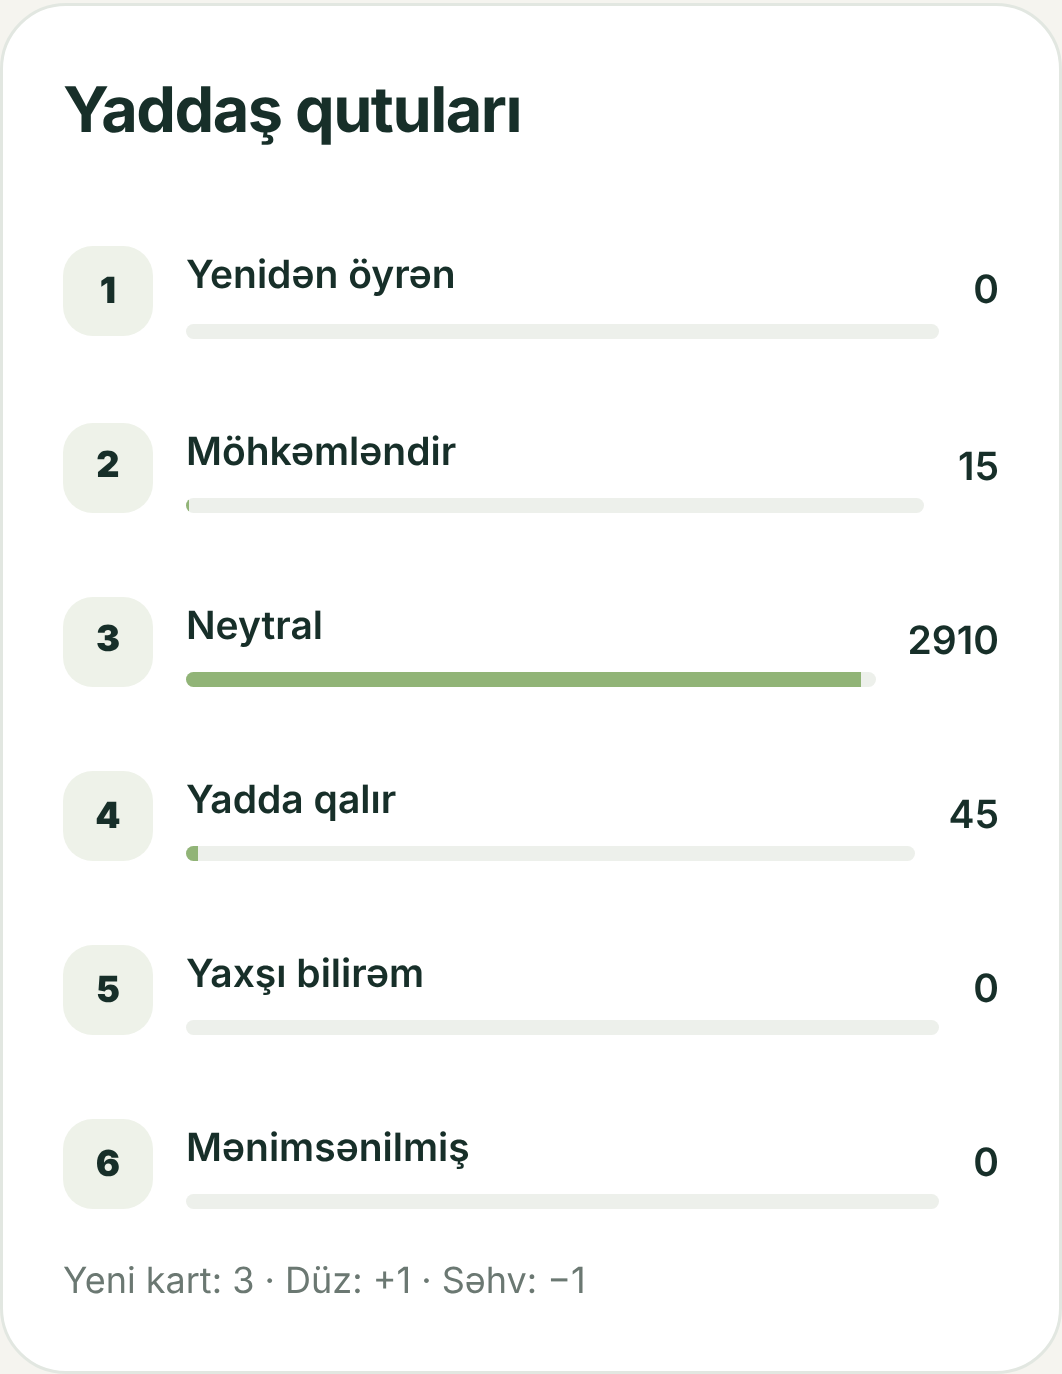 Yaddaş qutuları
1 Yenidən öyrən 0
2 Möhkəmləndir 15
3 Neytral 2910
4 Yadda qalır 45
5 Yaxşı bilirəm 0
6 Mənimsənilmiş 0
Yeni kart: 3 · Düz: +1 · Səhv: −1